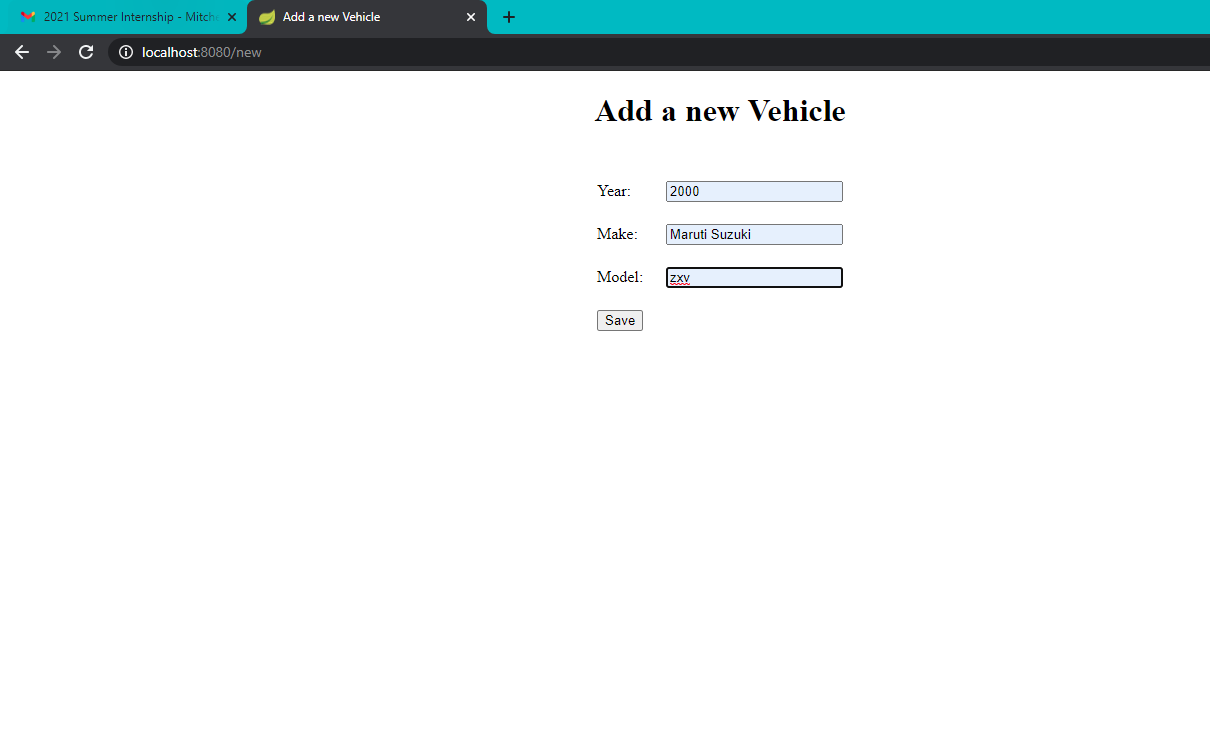 2021 Summer Internship - Mitche
Add a new Vehicle
localhost:8080/new
Add a new Vehicle
Year: 2000
Make: Maruti Suzuki
Model: zxv
Save